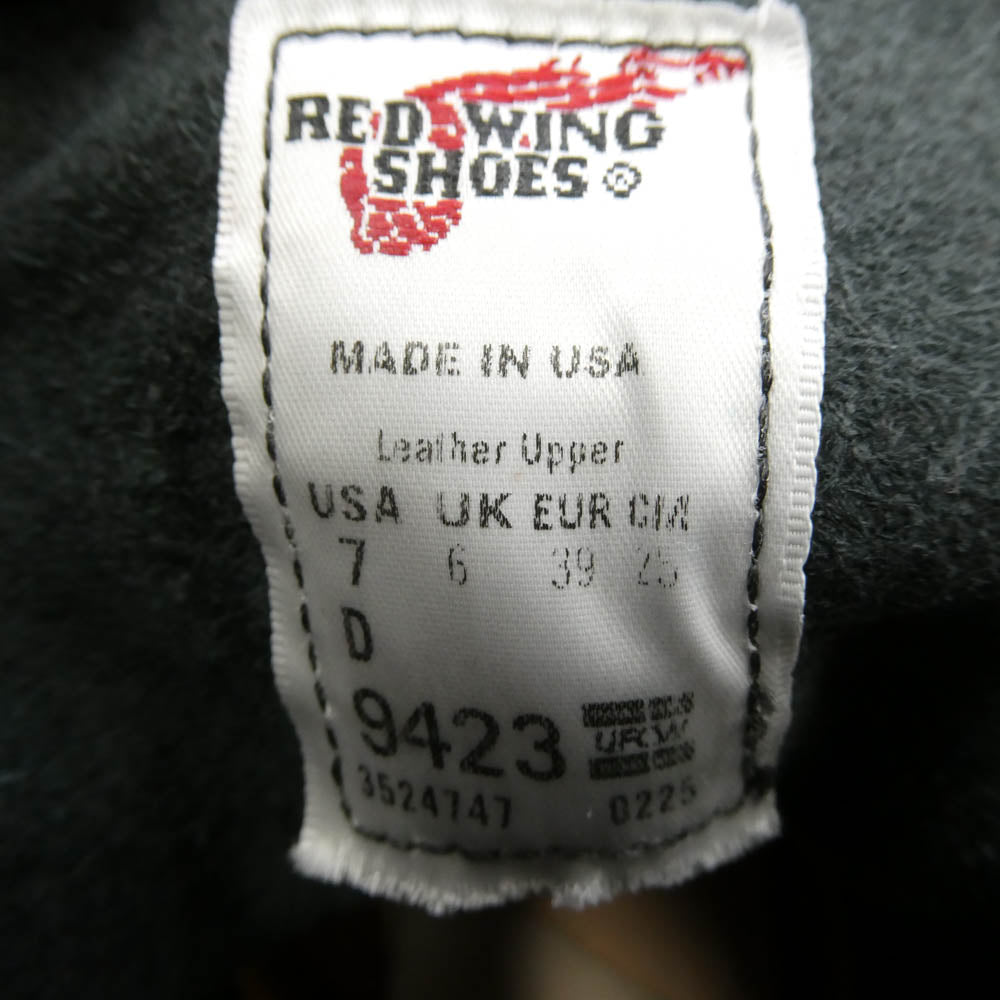 RED WING
SHOES ®
MADE IN USA
Leather Upper
USA UK EUR CM
7 6 39 25
D
9423
URW
3524747 0225